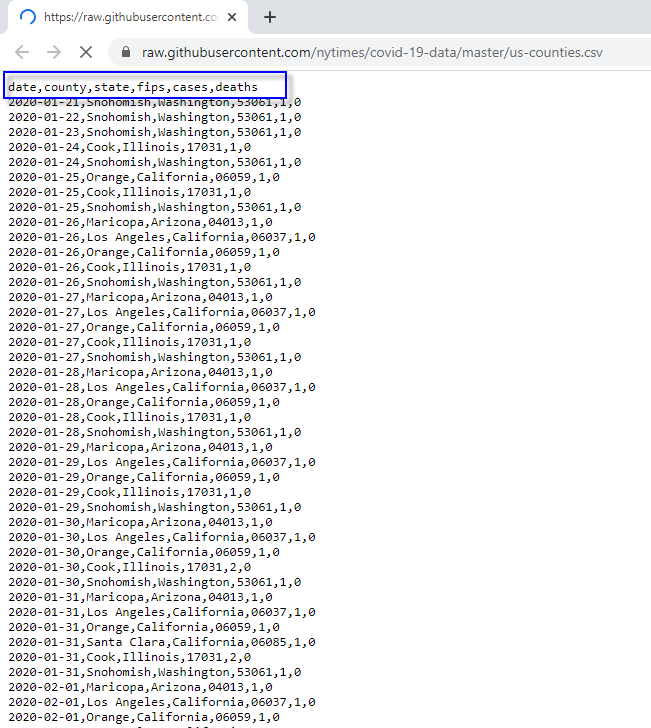 https://raw.githubusercontent.co
raw.githubusercontent.com/nytimes/covid-19-data/master/us-counties.csv
date,county,state,fips,cases,deaths
2020-01-21,Snohomish,Washington,53061,1,0
2020-01-22,Snohomish,Washington,53061,1,0
2020-01-23,Snohomish,Washington,53061,1,0
2020-01-24,Cook,Illinois,17031,1,0
2020-01-24,Snohomish,Washington,53061,1,0
2020-01-25,Orange,California,06059,1,0
2020-01-25,Cook,Illinois,17031,1,0
2020-01-25,Snohomish,Washington,53061,1,0
2020-01-26,Maricopa,Arizona,04013,1,0
2020-01-26,Los Angeles,California,06037,1,0
2020-01-26,Orange,California,06059,1,0
2020-01-26,Cook,Illinois,17031,1,0
2020-01-26,Snohomish,Washington,53061,1,0
2020-01-27,Maricopa,Arizona,04013,1,0
2020-01-27,Los Angeles,California,06037,1,0
2020-01-27,Orange,California,06059,1,0
2020-01-27,Cook,Illinois,17031,1,0
2020-01-27,Snohomish,Washington,53061,1,0
2020-01-28,Maricopa,Arizona,04013,1,0
2020-01-28,Los Angeles,California,06037,1,0
2020-01-28,Orange,California,06059,1,0
2020-01-28,Cook,Illinois,17031,1,0
2020-01-28,Snohomish,Washington,53061,1,0
2020-01-29,Maricopa,Arizona,04013,1,0
2020-01-29,Los Angeles,California,06037,1,0
2020-01-29,Orange,California,06059,1,0
2020-01-29,Cook,Illinois,17031,1,0
2020-01-29,Snohomish,Washington,53061,1,0
2020-01-30,Maricopa,Arizona,04013,1,0
2020-01-30,Los Angeles,California,06037,1,0
2020-01-30,Orange,California,06059,1,0
2020-01-30,Cook,Illinois,17031,2,0
2020-01-30,Snohomish,Washington,53061,1,0
2020-01-31,Maricopa,Arizona,04013,1,0
2020-01-31,Los Angeles,California,06037,1,0
2020-01-31,Orange,California,06059,1,0
2020-01-31,Santa Clara,California,06085,1,0
2020-01-31,Cook,Illinois,17031,2,0
2020-01-31,Snohomish,Washington,53061,1,0
2020-02-01,Maricopa,Arizona,04013,1,0
2020-02-01,Los Angeles,California,06037,1,0
2020-02-01,Orange,California,06059,1,0